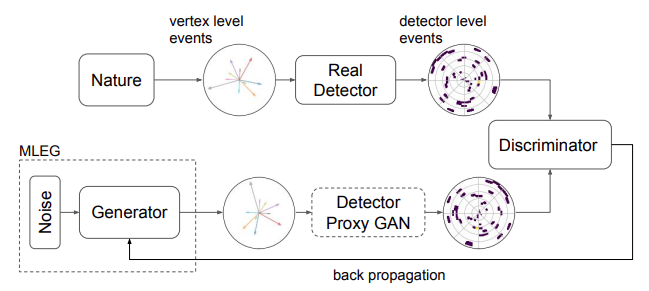 vertex level
events
detector level
events
Nature
Real
Detector
Discriminator
MLEG
Noise
Generator
Detector
Proxy GAN
back propagation